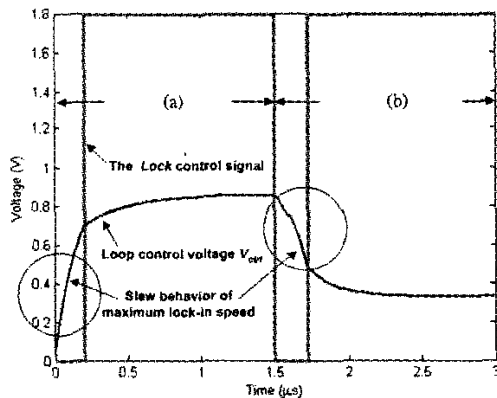 1.8
1.6
1.4
1.2
1
0.8
0.6
0.4
0.2
0
Voltage (V)
(a)
(b)
The Lock control signal
Loop control voltage Vctrl
Slew behavior of
maximum lock-in speed
0
0.5
1
1.5
2
2.5
3
Time (μs)